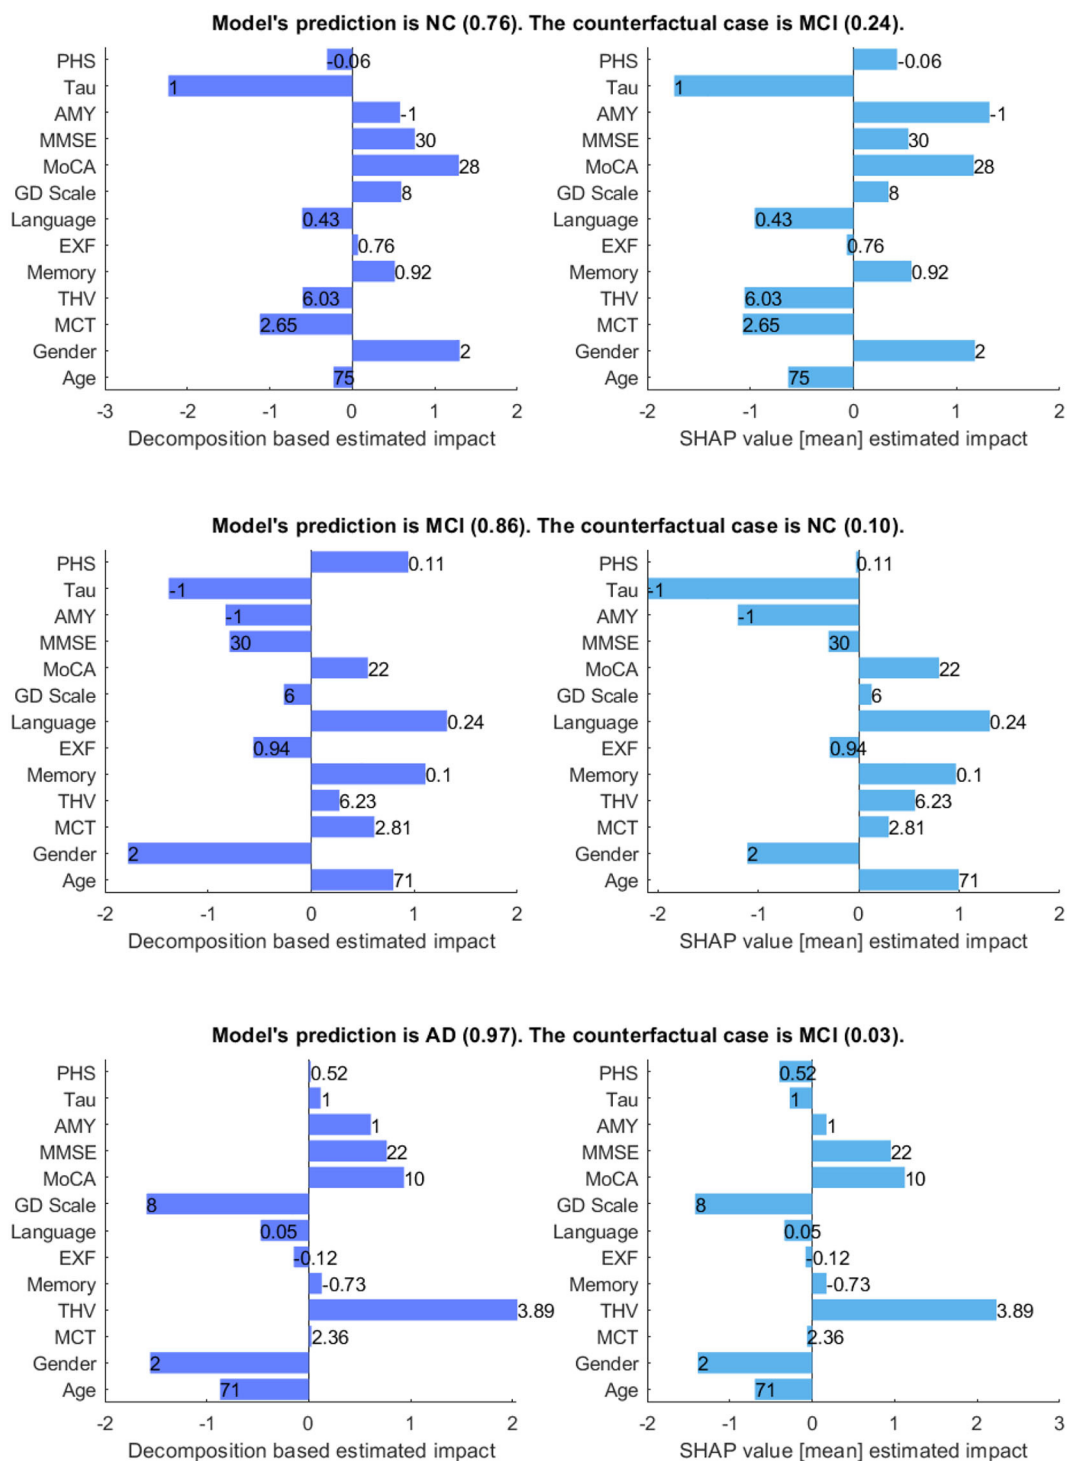 Model's prediction is NC (0.76). The counterfactual case is MCI (0.24).
PHS -0.06
Tau 1
AMY -1
MMSE 30
MoCA 28
GD Scale 8
Language 0.43
EXF 0.76
Memory 0.92
THV 6.03
MCT 2.65
Gender 2
Age 75
-3 -2 -1 0 1 2
Decomposition based estimated impact
PHS -0.06
Tau 1
AMY -1
MMSE 30
MoCA 28
GD Scale 8
Language 0.43
EXF 0.76
Memory 0.92
THV 6.03
MCT 2.65
Gender 2
Age 75
-2 -1 0 1 2
SHAP value [mean] estimated impact
Model's prediction is MCI (0.86). The counterfactual case is NC (0.10).
PHS 0.11
Tau -1
AMY -1
MMSE 30
MoCA 22
GD Scale 6
Language 0.24
EXF 0.94
Memory 0.1
THV 6.23
MCT 2.81
Gender 2
Age 71
-2 -1 0 1 2
Decomposition based estimated impact
PHS 0.11
Tau -1
AMY -1
MMSE 30
MoCA 22
GD Scale 6
Language 0.24
EXF 0.94
Memory 0.1
THV 6.23
MCT 2.81
Gender 2
Age 71
-2 -1 0 1 2
SHAP value [mean] estimated impact
Model's prediction is AD (0.97). The counterfactual case is MCI (0.03).
PHS 0.52
Tau 1
AMY 1
MMSE 22
MoCA 10
GD Scale 8
Language 0.05
EXF -0.12
Memory -0.73
THV 3.89
MCT 2.36
Gender 2
Age 71
-2 -1 0 1 2
Decomposition based estimated impact
PHS 0.52
Tau 1
AMY 1
MMSE 22
MoCA 10
GD Scale 8
Language 0.05
EXF -0.12
Memory -0.73
THV 3.89
MCT 2.36
Gender 2
Age 71
-2 -1 0 1 2 3
SHAP value [mean] estimated impact